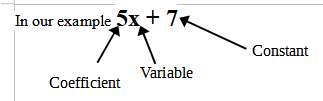 In our example 5x + 7
Constant
Variable
Coefficient